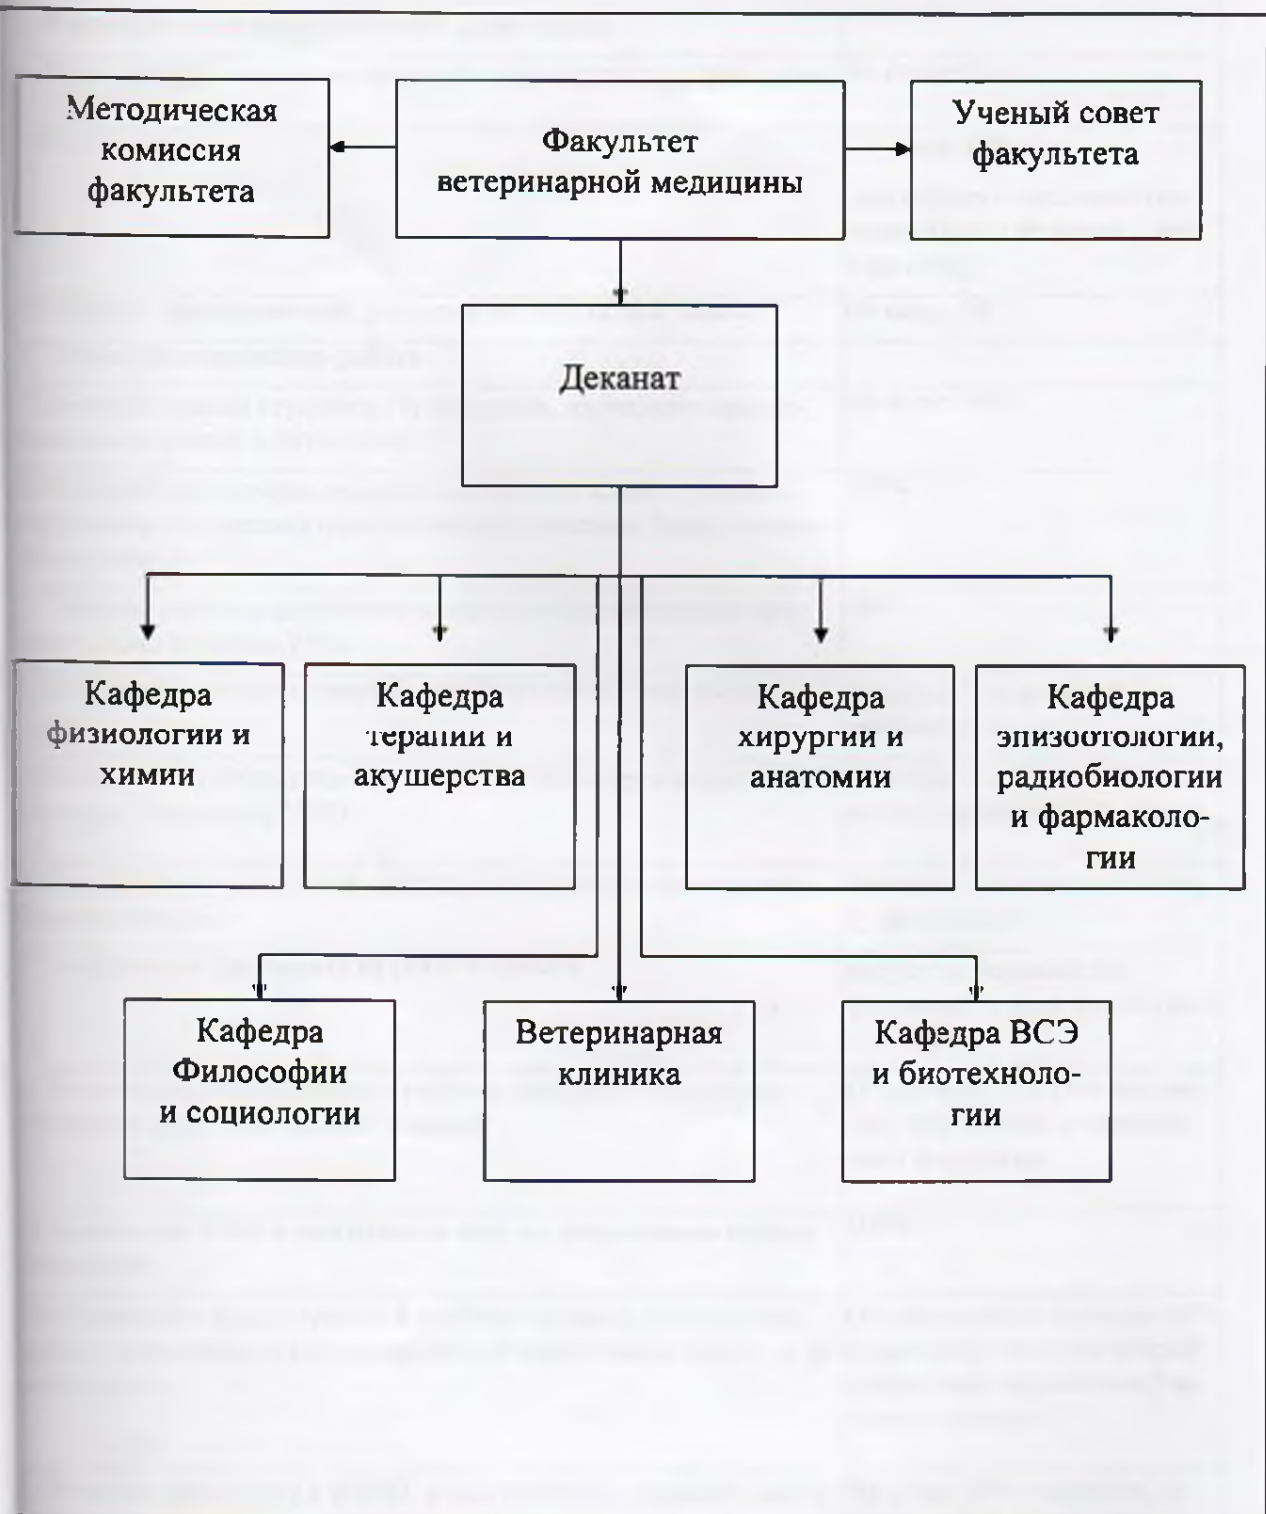 Методическая
комиссия
факультета
Факультет
ветеринарной медицины
Ученый совет
факультета
Деканат
Кафедра
физиологии и
химии
Кафедра
терапии и
акушерства
Кафедра
хирургии и
анатомии
Кафедра
эпизоотологии,
радиобиологии
и фармаколо-
гии
Кафедра
Философии
и социологии
Ветеринарная
клиника
Кафедра ВСЭ
и биотехноло-
гии